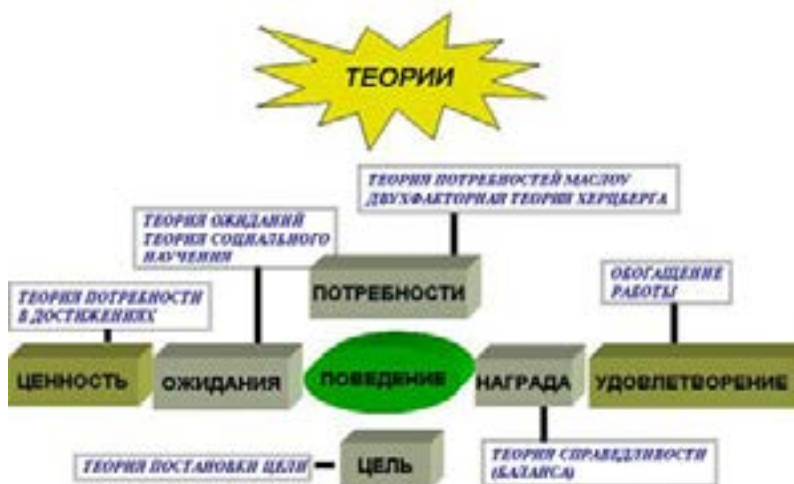 ТЕОРИИ
ТЕОРИЯ ПОТРЕБНОСТЕЙ МАСЛОУ
ДВУХФАКТОРНАЯ ТЕОРИЯ ХЕРЦБЕРГА
ТЕОРИЯ ОЖИДАНИЙ
ТЕОРИЯ СОЦИАЛЬНОГО
НАУЧЕНИЯ
ПОТРЕБНОСТИ
ОБОГАЩЕНИЕ
РАБОТЫ
ТЕОРИЯ ПОТРЕБНОСТИ
В ДОСТИЖЕНИЯХ
ЦЕННОСТЬ
ОЖИДАНИЯ
ПОВЕДЕНИЕ
НАГРАДА
УДОВЛЕТВОРЕНИЕ
ТЕОРИЯ ПОСТАНОВКИ ЦЕЛИ
ЦЕЛЬ
ТЕОРИЯ СПРАВЕДЛИВОСТИ
(БАЛАНСА)